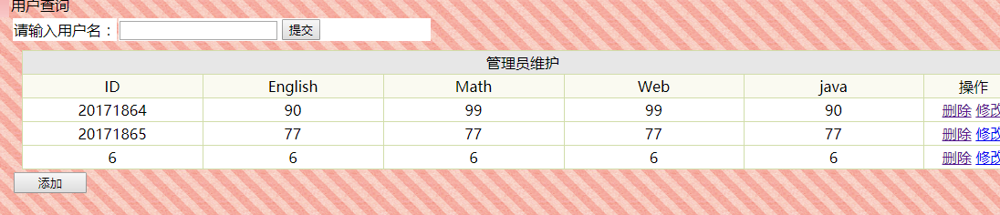 用户查询
请输入用户名： 提交
管理员维护
ID English Math Web java 操作
20171864 90 99 99 90 删除 修改
20171865 77 77 77 77 删除 修改
6 6 6 6 6 删除 修改
添加